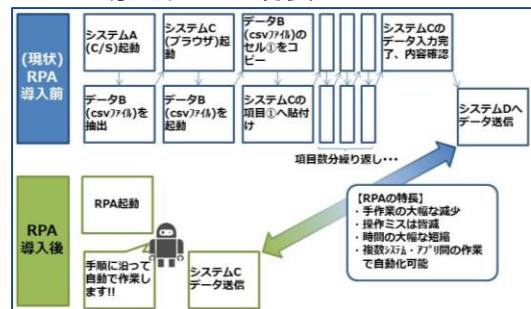 (現状)
RPA
導入前
システムA
(C/S)起動
システムC
(ブラウザ)起
動
データB
(csvﾌｧｲﾙ)の
セル①をコ
ピー
システムCの
データ入力完
了、内容確認
データB
(csvﾌｧｲﾙ)を
抽出
データB
(csvﾌｧｲﾙ)を
起動
システムCの
項目①へ貼付
け
システムDへ
データ送信
項目数分繰り返し・・・
RPA
導入後
RPA起動
手順に沿って
自動で作業し
ます!!
システムC
データ送信
【RPAの特長】
・手作業の大幅な減少
・操作ミスは皆減
・時間の大幅な短縮
・複数ｼｽﾃﾑ・ｱﾌﾟﾘ間の作業
で自動化可能